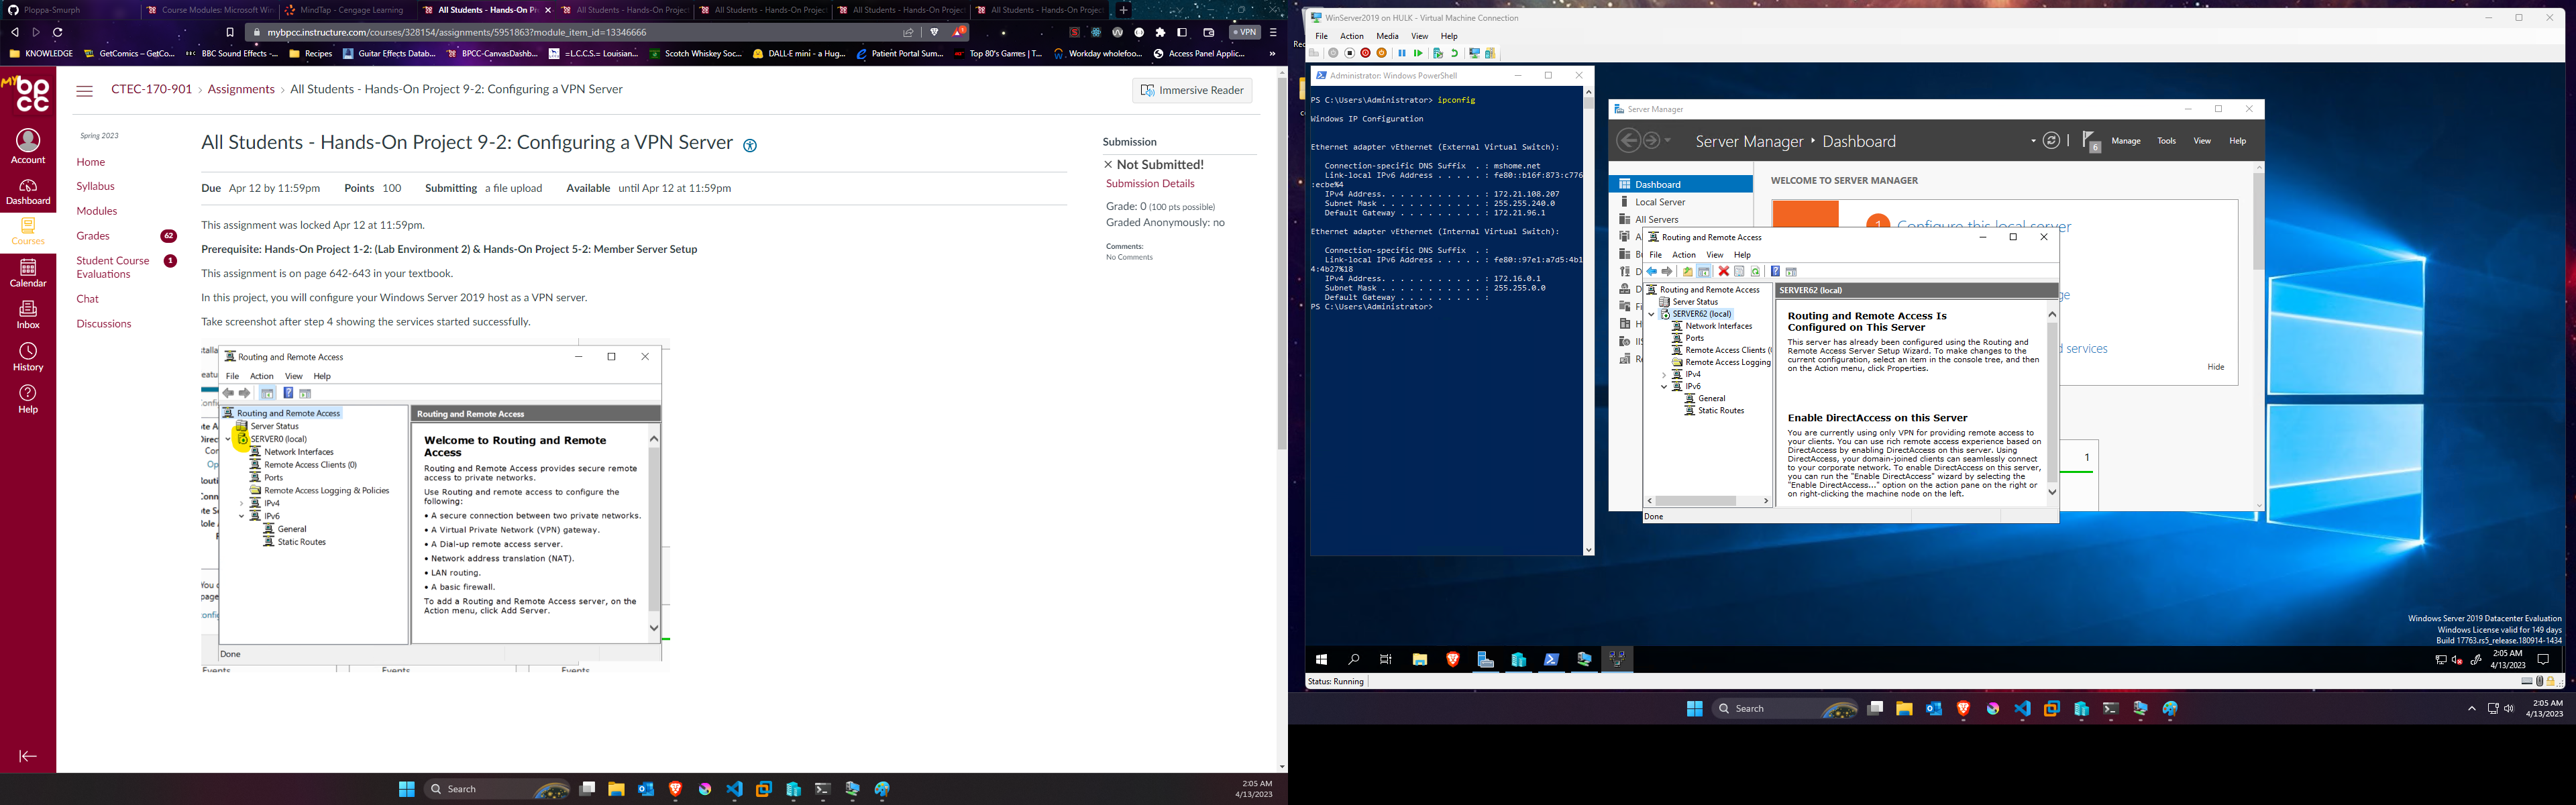 Ploppa-Smurph
Course Modules: Microsoft Win
MindTap - Cengage Learning
All Students - Hands-On Pr
All Students - Hands-On Project
All Students - Hands-On Project
All Students - Hands-On Project
All Students - Hands-On Project
mybpcc.instructure.com/courses/328154/assignments/5951863?module_item_id=13346666
VPN
KNOWLEDGE
GetComics – GetCo...
BBC Sound Effects -...
Recipes
Guitar Effects Datab...
BPCC-CanvasDashb...
=L.C.C.S.= Louisian...
Scotch Whiskey Soc...
DALL·E mini - a Hug...
Patient Portal Sum...
Top 80's Games | T...
Workday wholefoo...
Access Panel Applic...
MY
bp
cc
Account
Dashboard
Courses
Calendar
Inbox
History
Help
CTEC-170-901 › Assignments › All Students - Hands-On Project 9-2: Configuring a VPN Server
Immersive Reader
Spring 2023
Home
Syllabus
Modules
Grades 62
Student Course Evaluations 1
Chat
Discussions
All Students - Hands-On Project 9-2: Configuring a VPN Server
Due Apr 12 by 11:59pm Points 100 Submitting a file upload Available until Apr 12 at 11:59pm
This assignment was locked Apr 12 at 11:59pm.
Prerequisite: Hands-On Project 1-2: (Lab Environment 2) & Hands-On Project 5-2: Member Server Setup
This assignment is on page 642-643 in your textbook.
In this project, you will configure your Windows Server 2019 host as a VPN server.
Take screenshot after step 4 showing the services started successfully.
Routing and Remote Access
File Action View Help
Routing and Remote Access
Server Status
SERVER0 (local)
Network Interfaces
Remote Access Clients (0)
Ports
Remote Access Logging & Policies
IPv4
IPv6
General
Static Routes
Routing and Remote Access
Welcome to Routing and Remote
Access
Routing and Remote Access provides secure remote
access to private networks.
Use Routing and remote access to configure the
following:
• A secure connection between two private networks.
• A Virtual Private Network (VPN) gateway.
• A Dial-up remote access server.
• Network address translation (NAT).
• LAN routing.
• A basic firewall.
To add a Routing and Remote Access server, on the
Action menu, click Add Server.
Done
Events
Events
Events
Submission
Not Submitted!
Submission Details
Grade: 0 (100 pts possible)
Graded Anonymously: no
Comments:
No Comments
Search
2:05 AM
4/13/2023
WinServer2019 on HULK - Virtual Machine Connection
File Action Media View Help
Administrator: Windows PowerShell
PS C:\Users\Administrator> ipconfig
Windows IP Configuration
Ethernet adapter vEthernet (External Virtual Switch):
Connection-specific DNS Suffix . : mshome.net
Link-local IPv6 Address . . . . . : fe80::b16f:873:c776
:ecbe%4
IPv4 Address. . . . . . . . . . . : 172.21.108.207
Subnet Mask . . . . . . . . . . . : 255.255.240.0
Default Gateway . . . . . . . . . : 172.21.96.1
Ethernet adapter vEthernet (Internal Virtual Switch):
Connection-specific DNS Suffix . :
Link-local IPv6 Address . . . . . : fe80::97e1:a7d5:4b1
4:4b27%18
IPv4 Address. . . . . . . . . . . : 172.16.0.1
Subnet Mask . . . . . . . . . . . : 255.255.0.0
Default Gateway . . . . . . . . . :
PS C:\Users\Administrator>
Server Manager
Server Manager ‣ Dashboard
6
Manage Tools View Help
Dashboard
Local Server
All Servers
WELCOME TO SERVER MANAGER
1 Configure this local server
services
Hide
1
Routing and Remote Access
File Action View Help
Routing and Remote Access
Server Status
SERVER62 (local)
Network Interfaces
Ports
Remote Access Clients (0
Remote Access Logging
IPv4
IPv6
General
Static Routes
SERVER62 (local)
Routing and Remote Access Is
Configured on This Server
This server has already been configured using the Routing and
Remote Access Server Setup Wizard. To make changes to the
current configuration, select an item in the console tree, and then
on the Action menu, click Properties.
Enable DirectAccess on this Server
You are currently using only VPN for providing remote access to
your clients. You can use rich remote access experience based on
DirectAccess by enabling DirectAccess on this server. Using
DirectAccess, your domain-joined clients can seamlessly connect
to your corporate network. To enable DirectAccess on this server,
you can run the "Enable DirectAccess" wizard by selecting the
"Enable DirectAccess..." option on the action pane on the right or
on right-clicking the machine node on the left.
Done
Windows Server 2019 Datacenter Evaluation
Windows License valid for 149 days
Build 17763.rs5_release.180914-1434
2:05 AM
4/13/2023
Status: Running
Search
2:05 AM
4/13/2023